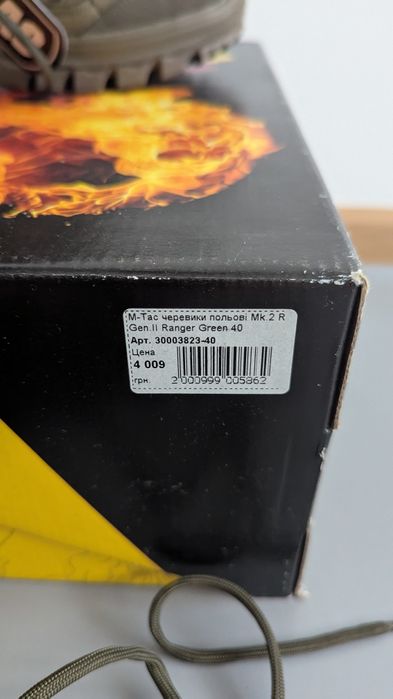 M-Tac черевики польові Mk.2 R
Gen.II Ranger Green 40
Арт. 30003823-40
Цена
4 009
грн.
2 000999 005862